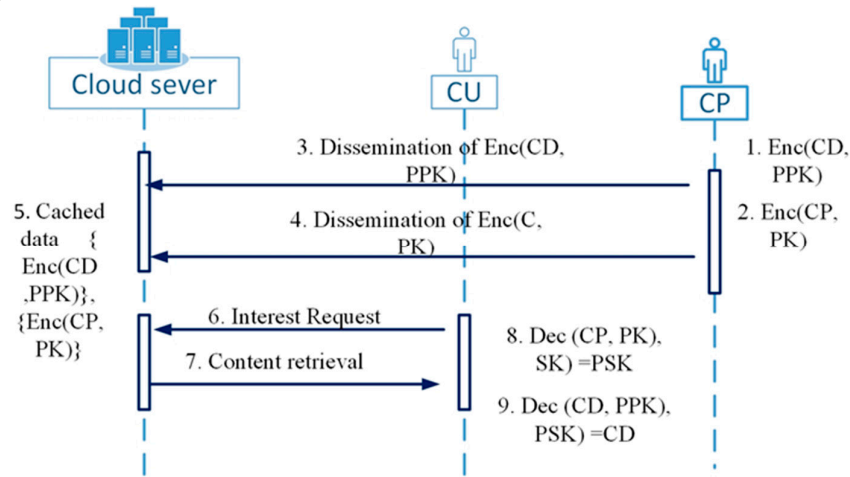 Cloud sever
CU
CP
3. Dissemination of Enc(CD,
PPK)
1. Enc(CD,
PPK)
4. Dissemination of Enc(C,
PK)
2. Enc(CP,
PK)
5. Cached
data {
Enc(CD
,PPK)},
{Enc(CP,
PK)}
6. Interest Request
7. Content retrieval
8. Dec (CP, PK),
SK) =PSK
9. Dec (CD, PPK),
PSK) =CD